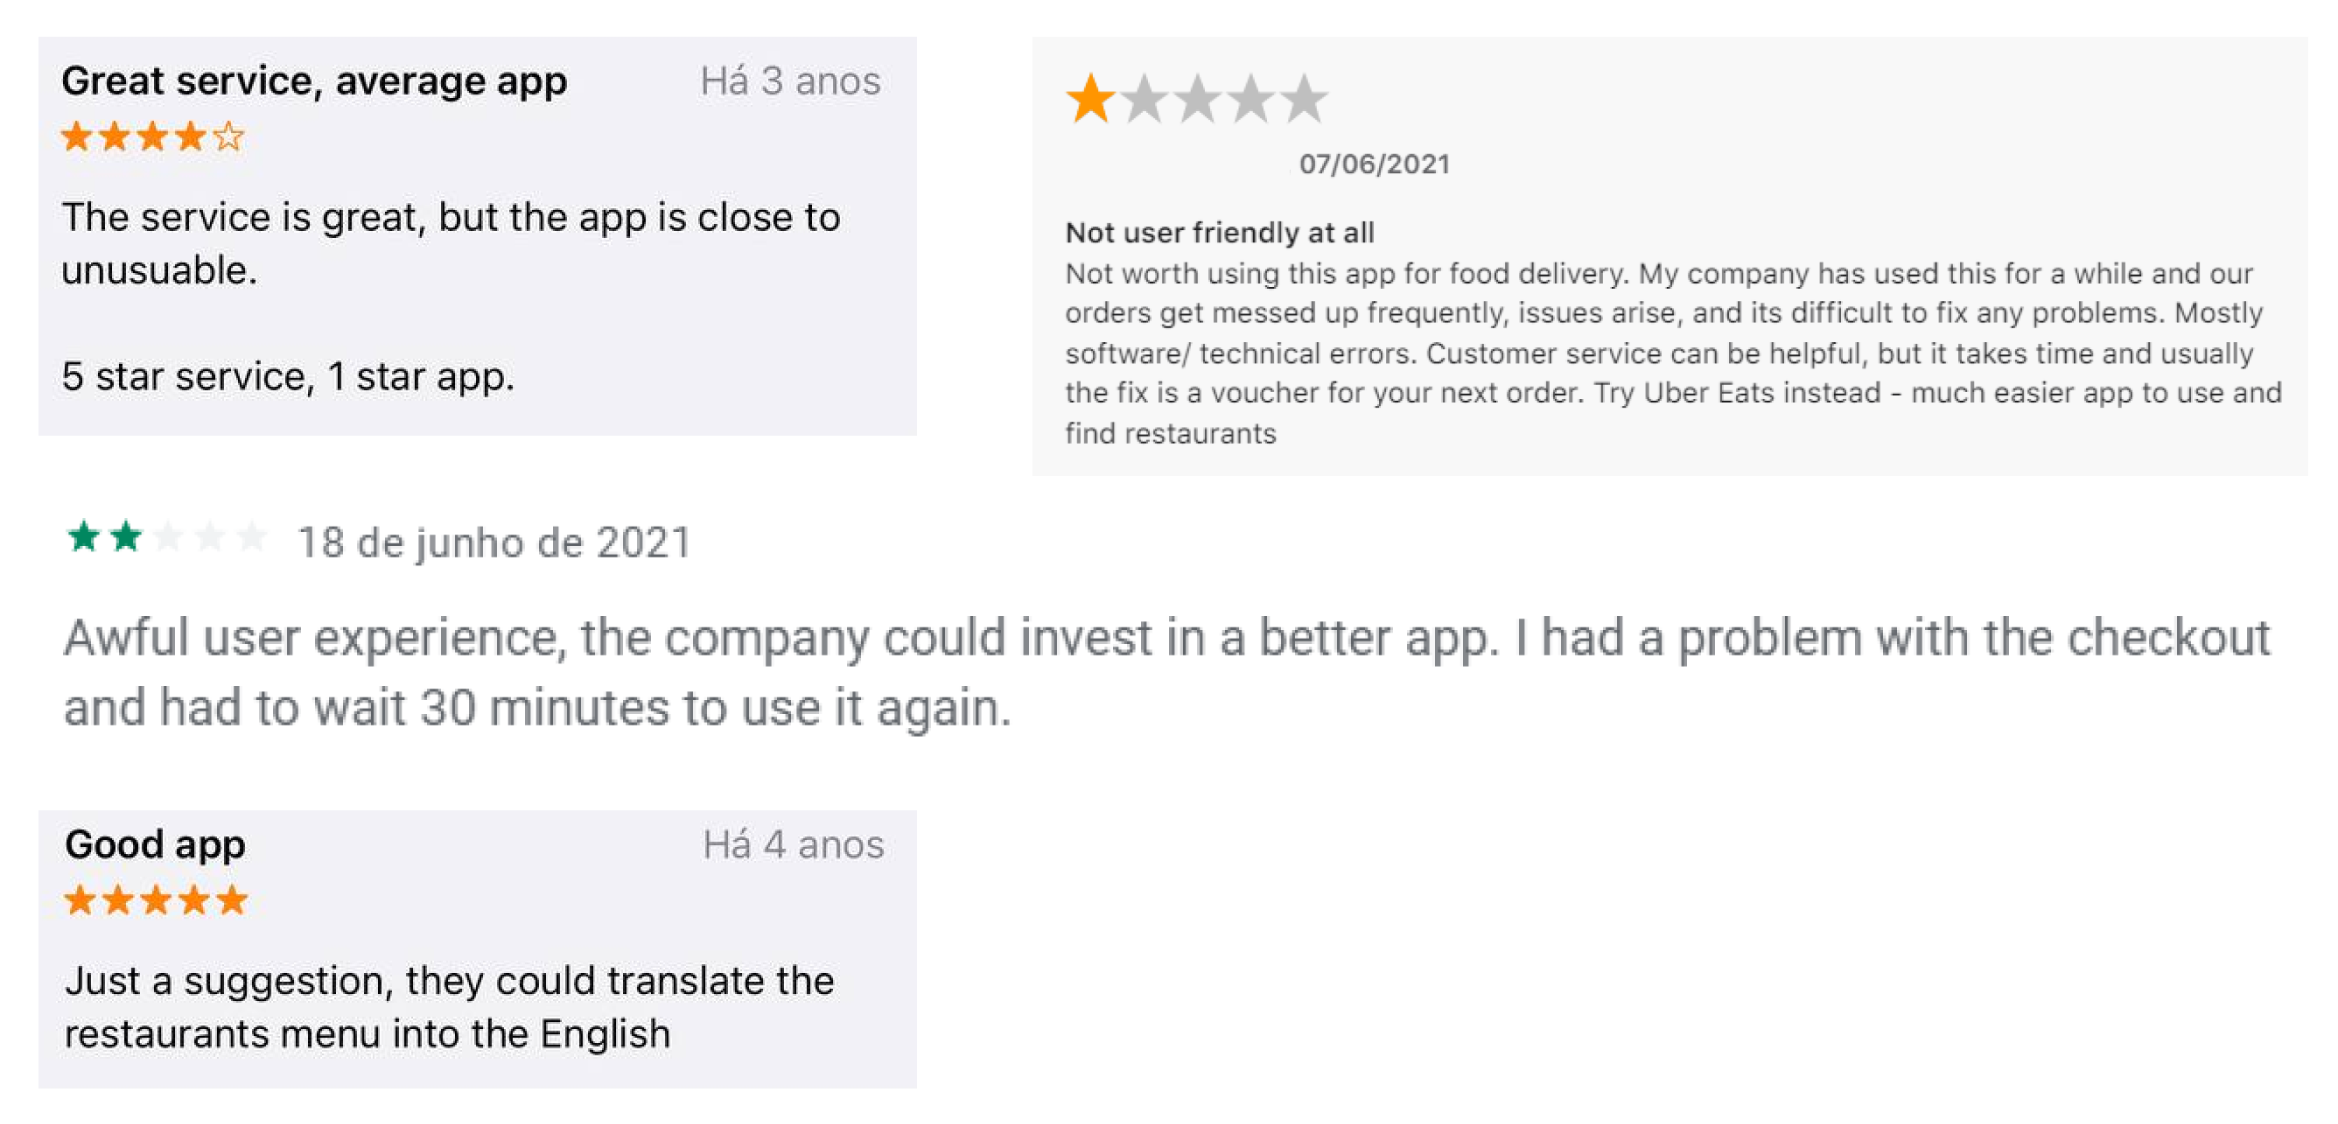 Great service, average app
Há 3 anos
The service is great, but the app is close to
unusuable.
5 star service, 1 star app.
07/06/2021
Not user friendly at all
Not worth using this app for food delivery. My company has used this for a while and our
orders get messed up frequently, issues arise, and its difficult to fix any problems. Mostly
software/ technical errors. Customer service can be helpful, but it takes time and usually
the fix is a voucher for your next order. Try Uber Eats instead - much easier app to use and
find restaurants
18 de junho de 2021
Awful user experience, the company could invest in a better app. I had a problem with the checkout
and had to wait 30 minutes to use it again.
Good app
Há 4 anos
Just a suggestion, they could translate the
restaurants menu into the English